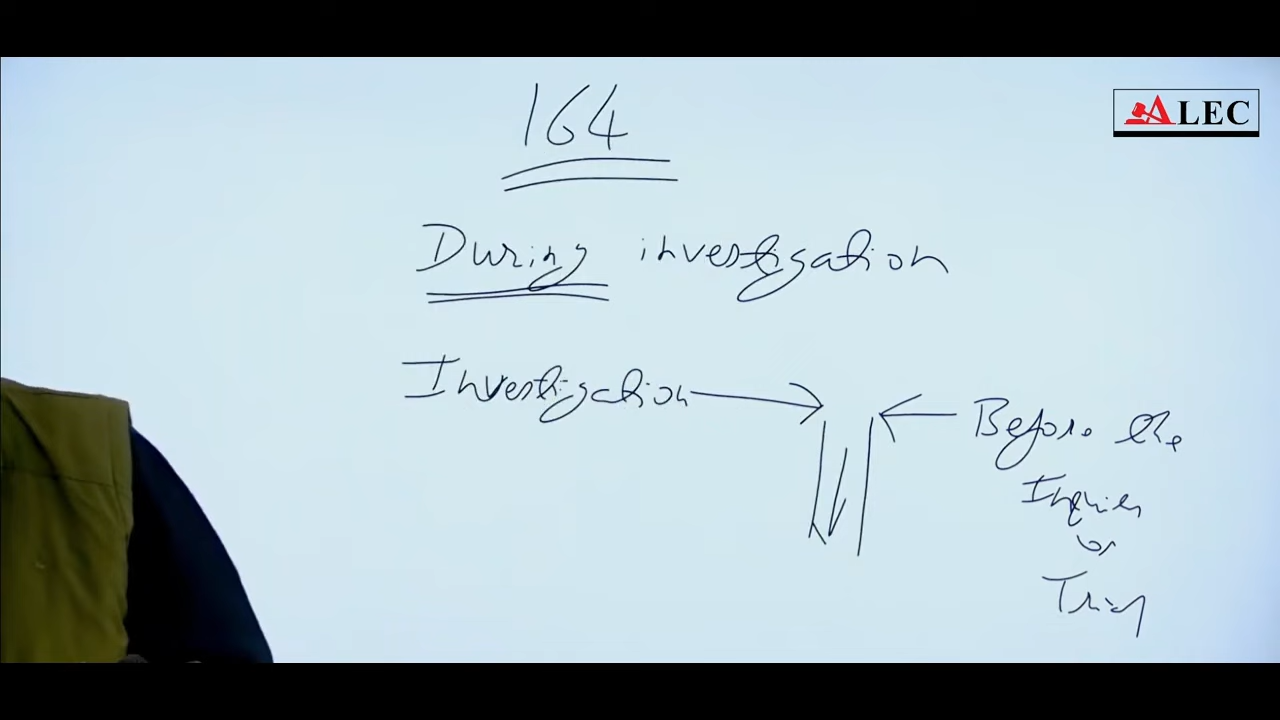 164
ALEC
During investigation
Investigation
Before the
Inquiry
or
Trial